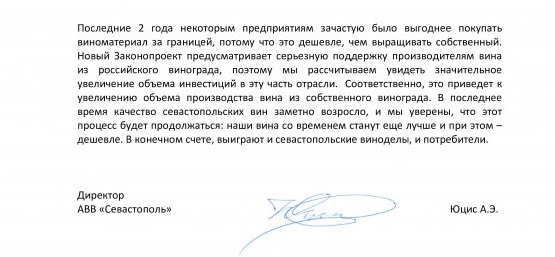 Последние 2 года некоторым предприятиям зачастую было выгоднее покупать
виноматериал за границей, потому что это дешевле, чем выращивать собственный.
Новый Законопроект предусматривает серьезную поддержку производителям вина
из российского винограда, поэтому мы рассчитываем увидеть значительное
увеличение объема инвестиций в эту часть отрасли. Соответственно, это приведет к
увеличению объема производства вина из собственного винограда. В последнее
время качество севастопольских вин заметно возросло, и мы уверены, что этот
процесс будет продолжаться: наши вина со временем станут еще лучше и при этом –
дешевле. В конечном счете, выиграют и севастопольские виноделы, и потребители.
Директор
АВВ «Севастополь»
Юцис А.Э.